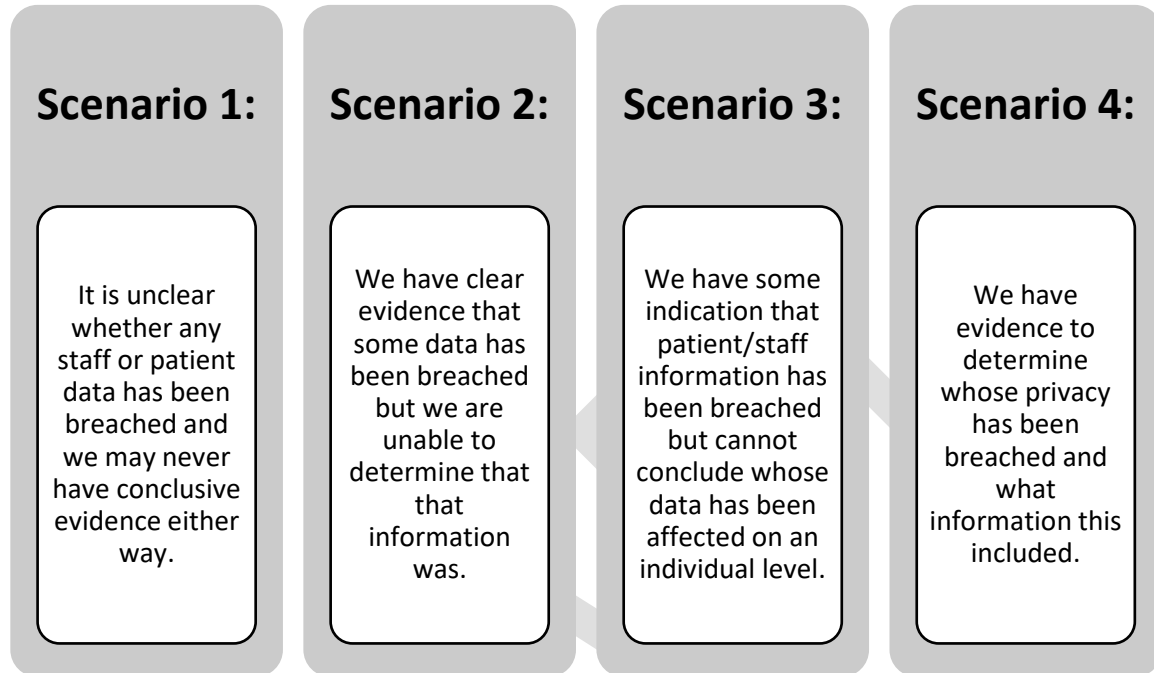 Scenario 1:
It is unclear
whether any
staff or patient
data has been
breached and
we may never
have conclusive
evidence either
way.
Scenario 2:
We have clear
evidence that
some data has
been breached
but we are
unable to
determine that
that
information
was.
Scenario 3:
We have some
indication that
patient/staff
information has
been breached
but cannot
conclude whose
data has been
affected on an
individual level.
Scenario 4:
We have
evidence to
determine
whose privacy
has been
breached and
what
information this
included.